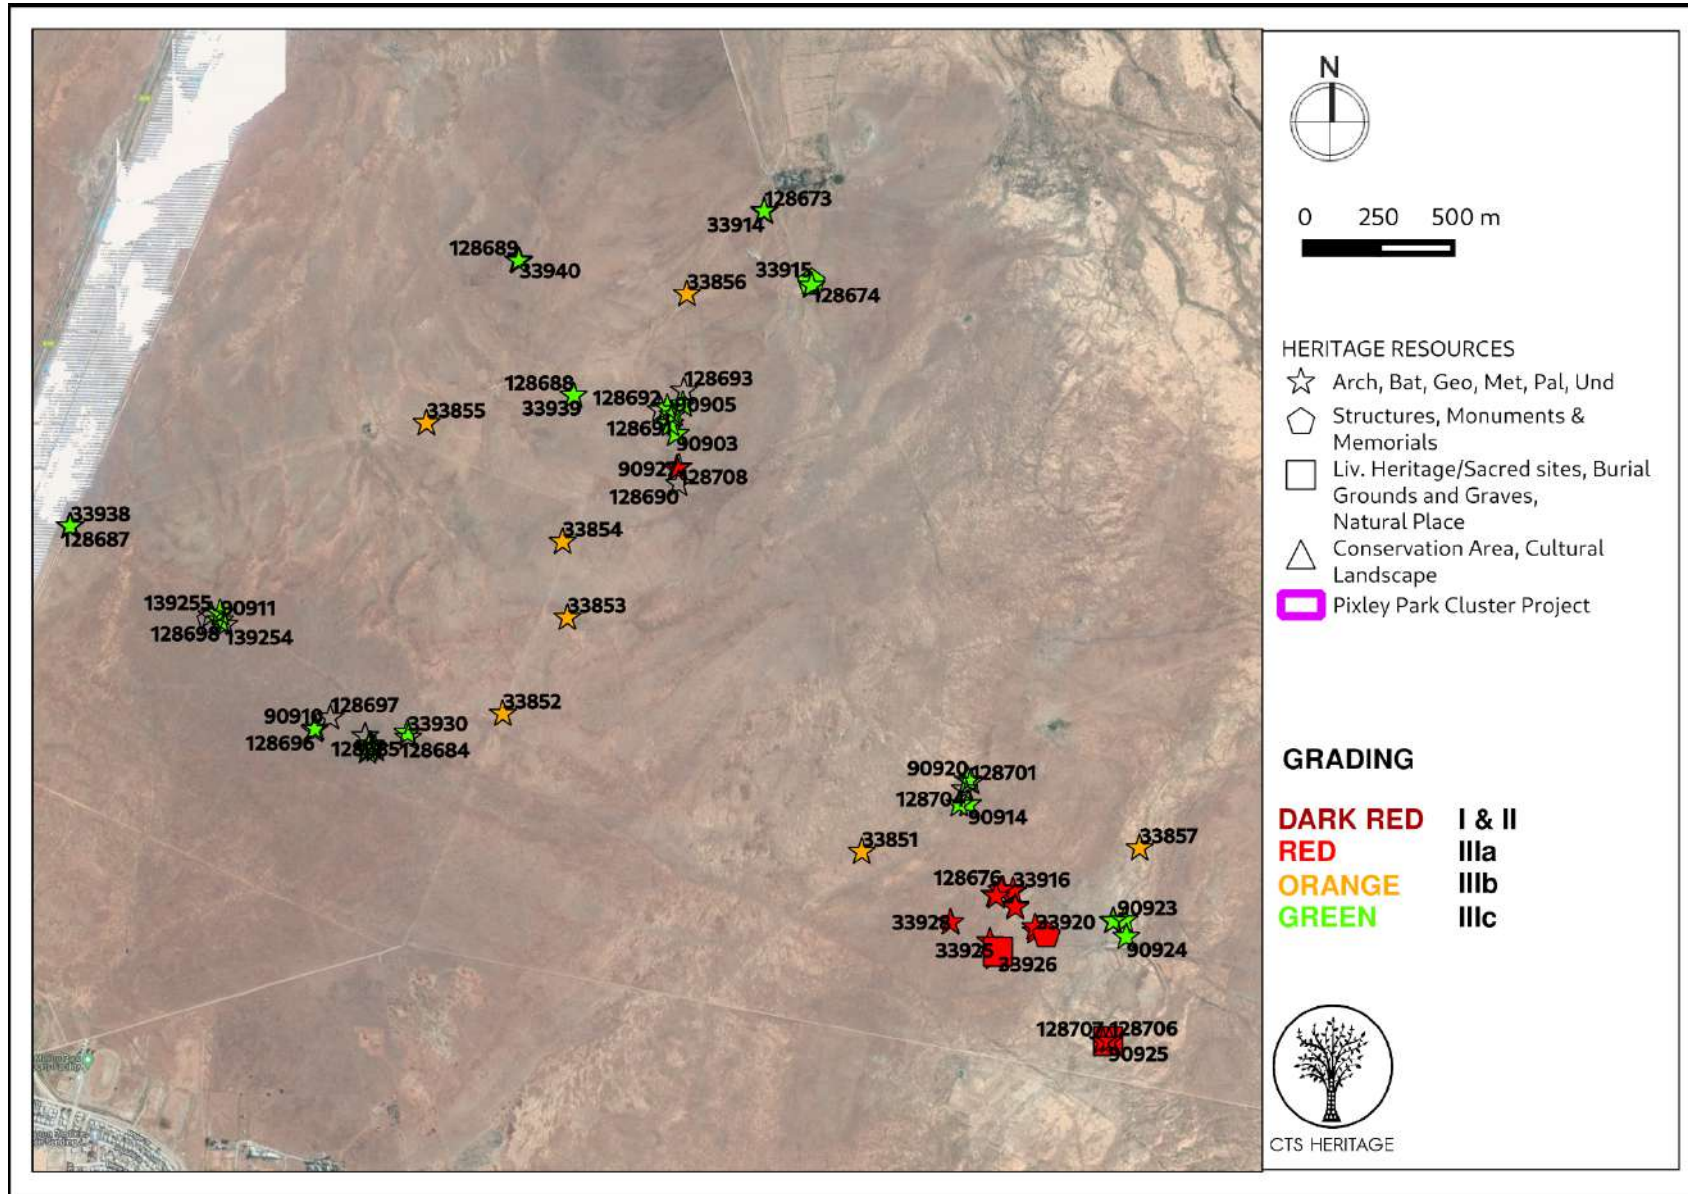 128673
33914
128689
33940
33915
128674
33856
128688
33939
128692
128693
90905
90903
33855
128708
128690
33938
128687
33854
139255
90911
128698
139254
33853
33852
90910
128697
128696
33930
128684
90920
128701
128704
90914
33851
33857
128676
33916
33928
33920
33925
33926
90923
90924
128707
128706
90925
N
0 250 500 m
HERITAGE RESOURCES
Arch, Bat, Geo, Met, Pal, Und
Structures, Monuments &
Memorials
Liv. Heritage/Sacred sites, Burial
Grounds and Graves,
Natural Place
Conservation Area, Cultural
Landscape
Pixley Park Cluster Project
GRADING
DARK RED I & II
RED IIIa
ORANGE IIIb
GREEN IIIc
CTS HERITAGE